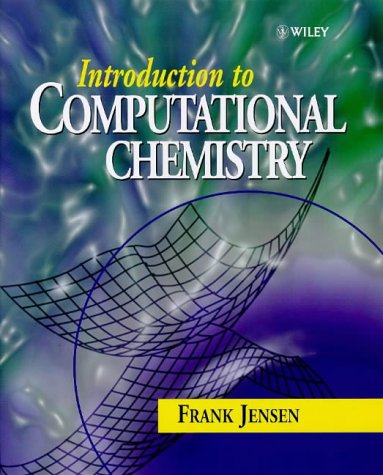 WILEY
Introduction to
COMPUTATIONAL
CHEMISTRY
FRANK JENSEN